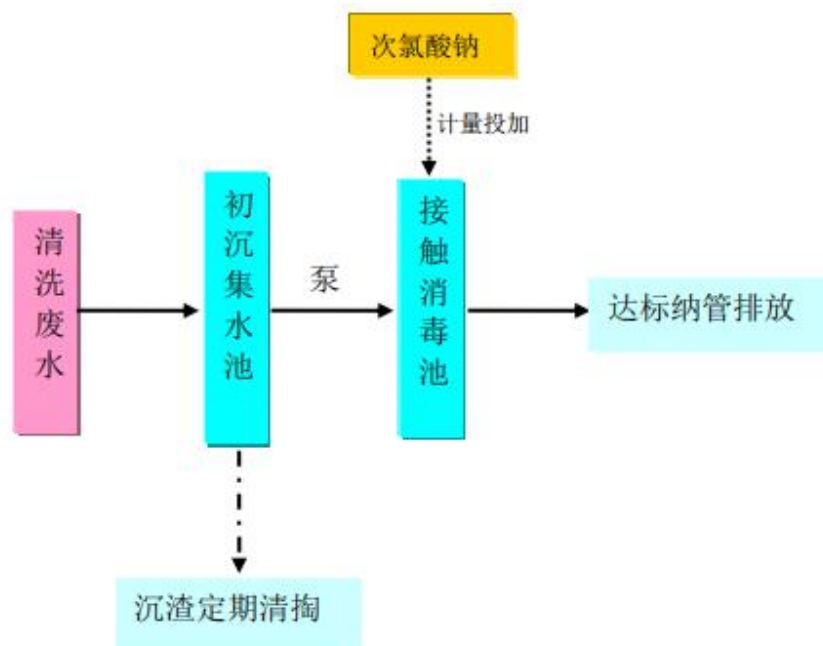 次氯酸钠
计量投加
清洗废水
初沉集水池
泵
接触消毒池
达标纳管排放
沉渣定期清掏